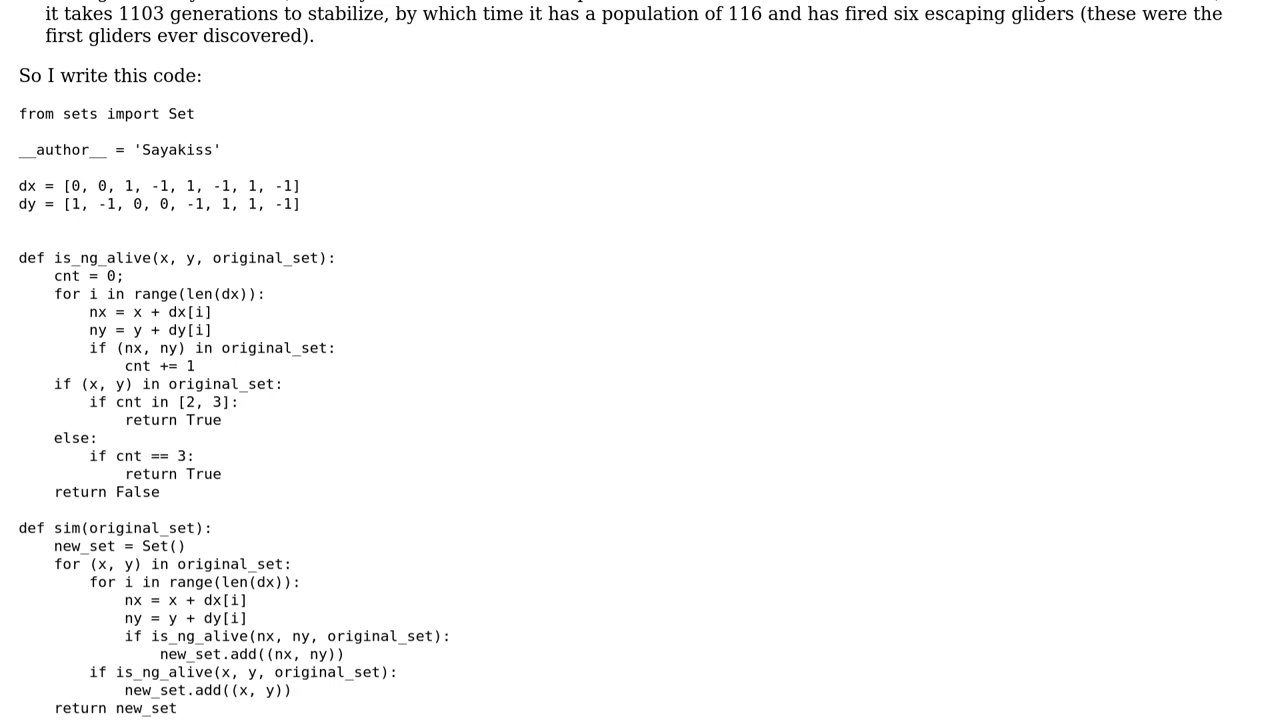 it takes 1103 generations to stabilize, by which time it has a population of 116 and has fired six escaping gliders (these were the
first gliders ever discovered).
So I write this code:
from sets import Set
__author__ = 'Sayakiss'
dx = [0, 0, 1, -1, 1, -1, 1, -1]
dy = [1, -1, 0, 0, -1, 1, 1, -1]
def is_ng_alive(x, y, original_set):
    cnt = 0;
    for i in range(len(dx)):
        nx = x + dx[i]
        ny = y + dy[i]
        if (nx, ny) in original_set:
            cnt += 1
    if (x, y) in original_set:
        if cnt in [2, 3]:
            return True
    else:
        if cnt == 3:
            return True
    return False
def sim(original_set):
    new_set = Set()
    for (x, y) in original_set:
        for i in range(len(dx)):
            nx = x + dx[i]
            ny = y + dy[i]
            if is_ng_alive(nx, ny, original_set):
                new_set.add((nx, ny))
        if is_ng_alive(x, y, original_set):
            new_set.add((x, y))
    return new_set